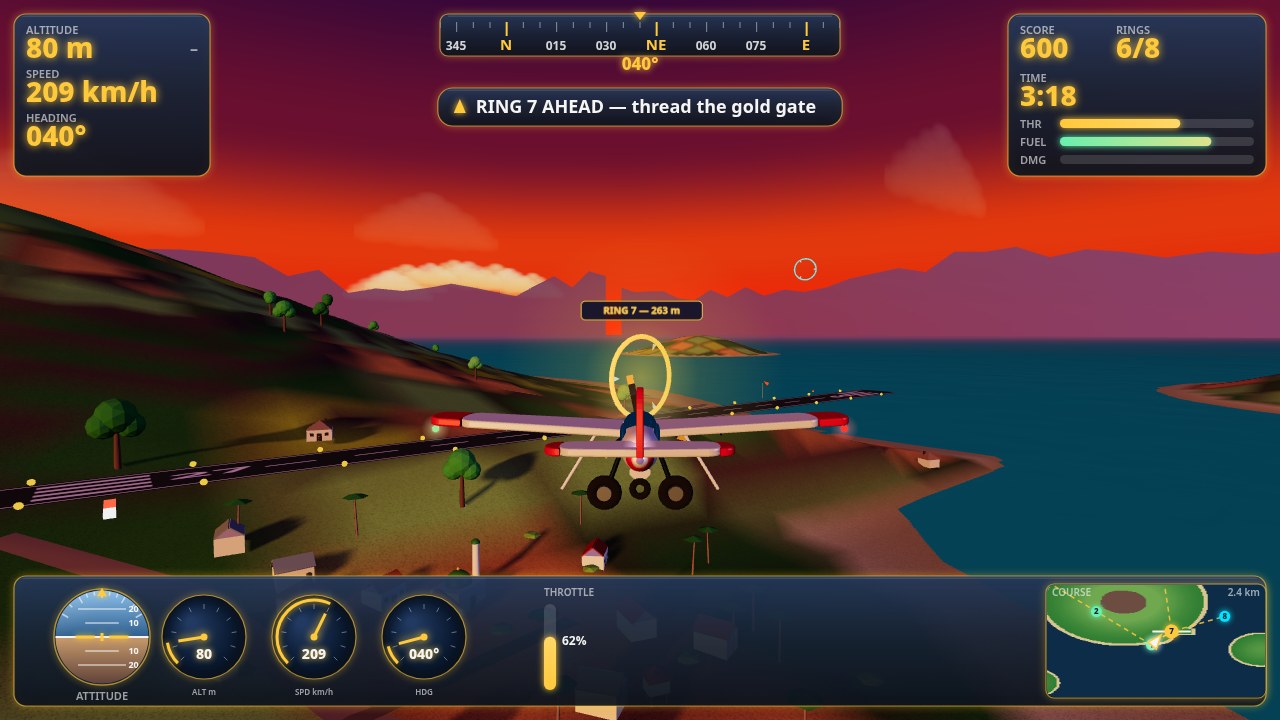 ALTITUDE
80 m
–
SPEED
209 km/h
HEADING
040°
345 N 015 030 NE 060 075 E
040°
RING 7 AHEAD — thread the gold gate
SCORE RINGS
600 6/8
TIME
3:18
THR
FUEL
DMG
RING 7 — 263 m
20
10
10
20
ATTITUDE
80
ALT m
209
SPD km/h
040°
HDG
THROTTLE
62%
COURSE 2.4 km
2
7
8